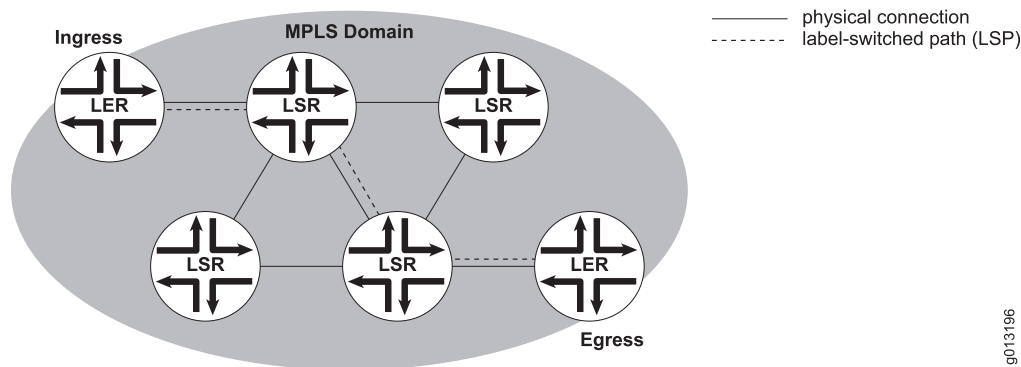 Ingress
MPLS Domain
physical connection
label-switched path (LSP)
LER
LSR
LSR
LSR
LSR
LER
Egress
g013196